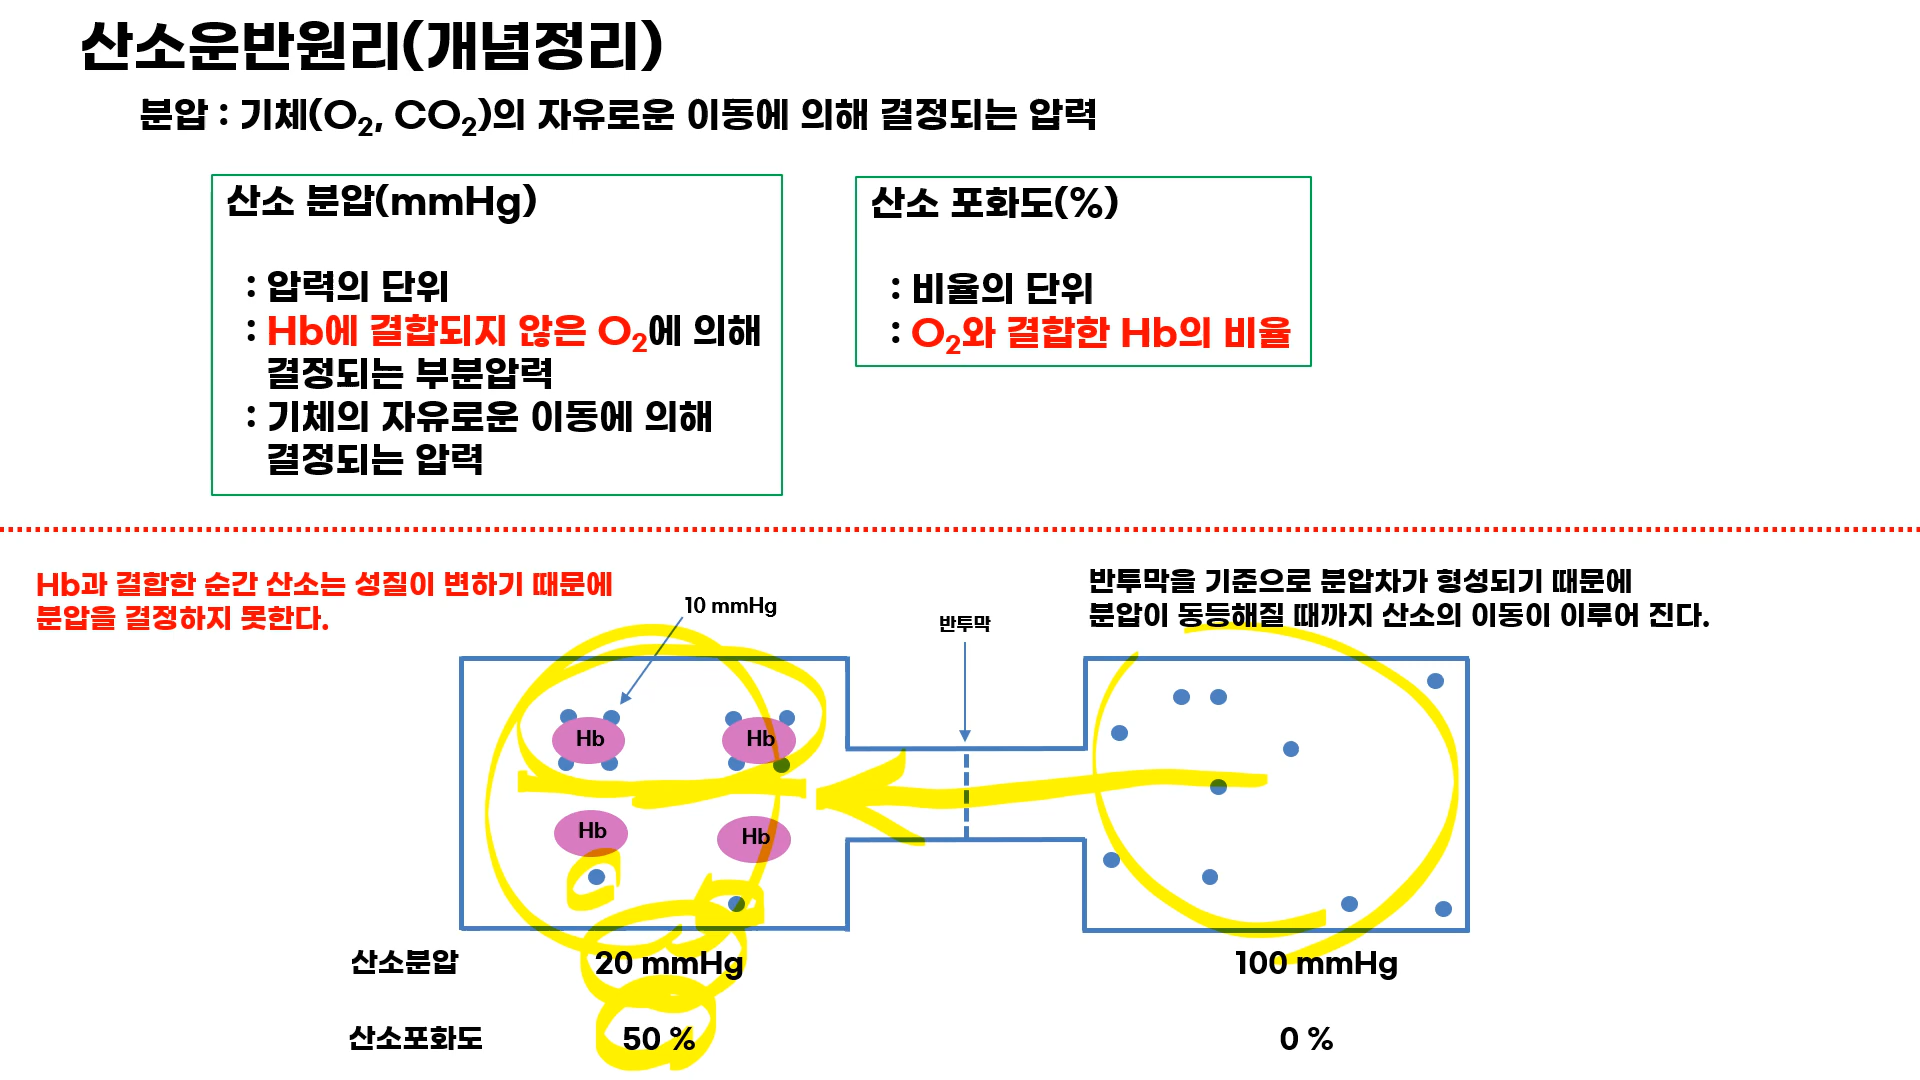 산소운반원리(개념정리)
분압 : 기체(O₂, CO₂)의 자유로운 이동에 의해 결정되는 압력
산소 분압(mmHg)
: 압력의 단위
: Hb에 결합되지 않은 O₂에 의해
결정되는 부분압력
: 기체의 자유로운 이동에 의해
결정되는 압력
산소 포화도(%)
: 비율의 단위
: O₂와 결합한 Hb의 비율
Hb과 결합한 순간 산소는 성질이 변하기 때문에
분압을 결정하지 못한다.
10 mmHg
반투막
반투막을 기준으로 분압차가 형성되기 때문에
분압이 동등해질 때까지 산소의 이동이 이루어 진다.
Hb
Hb
Hb
Hb
산소분압
20 mmHg
100 mmHg
산소포화도
50 %
0 %